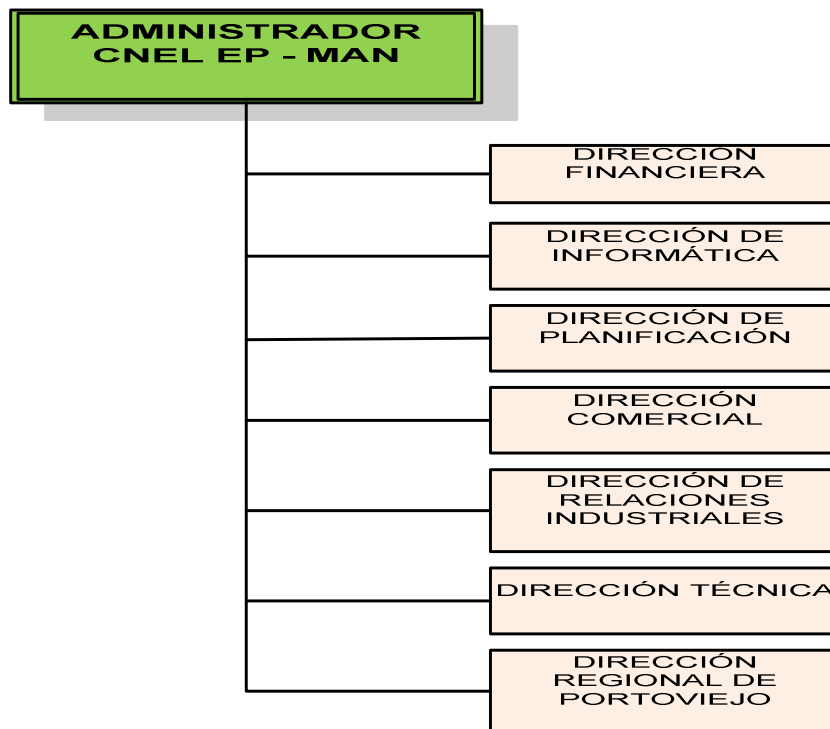 ADMINISTRADOR
CNEL EP - MAN
DIRECCIÓN
FINANCIERA
DIRECCIÓN DE
INFORMÁTICA
DIRECCIÓN DE
PLANIFICACIÓN
DIRECCIÓN
COMERCIAL
DIRECCIÓN DE
RELACIONES
INDUSTRIALES
DIRECCIÓN TÉCNICA
DIRECCIÓN
REGIONAL DE
PORTOVIEJO